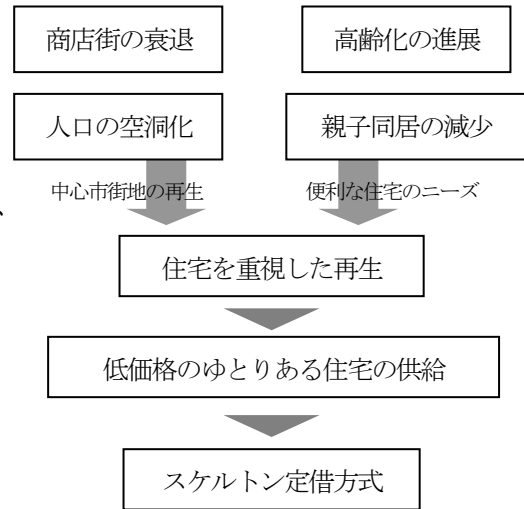 商店街の衰退
高齢化の進展
人口の空洞化
親子同居の減少
中心市街地の再生
便利な住宅のニーズ
、
住宅を重視した再生
低価格のゆとりある住宅の供給
スケルトン定借方式